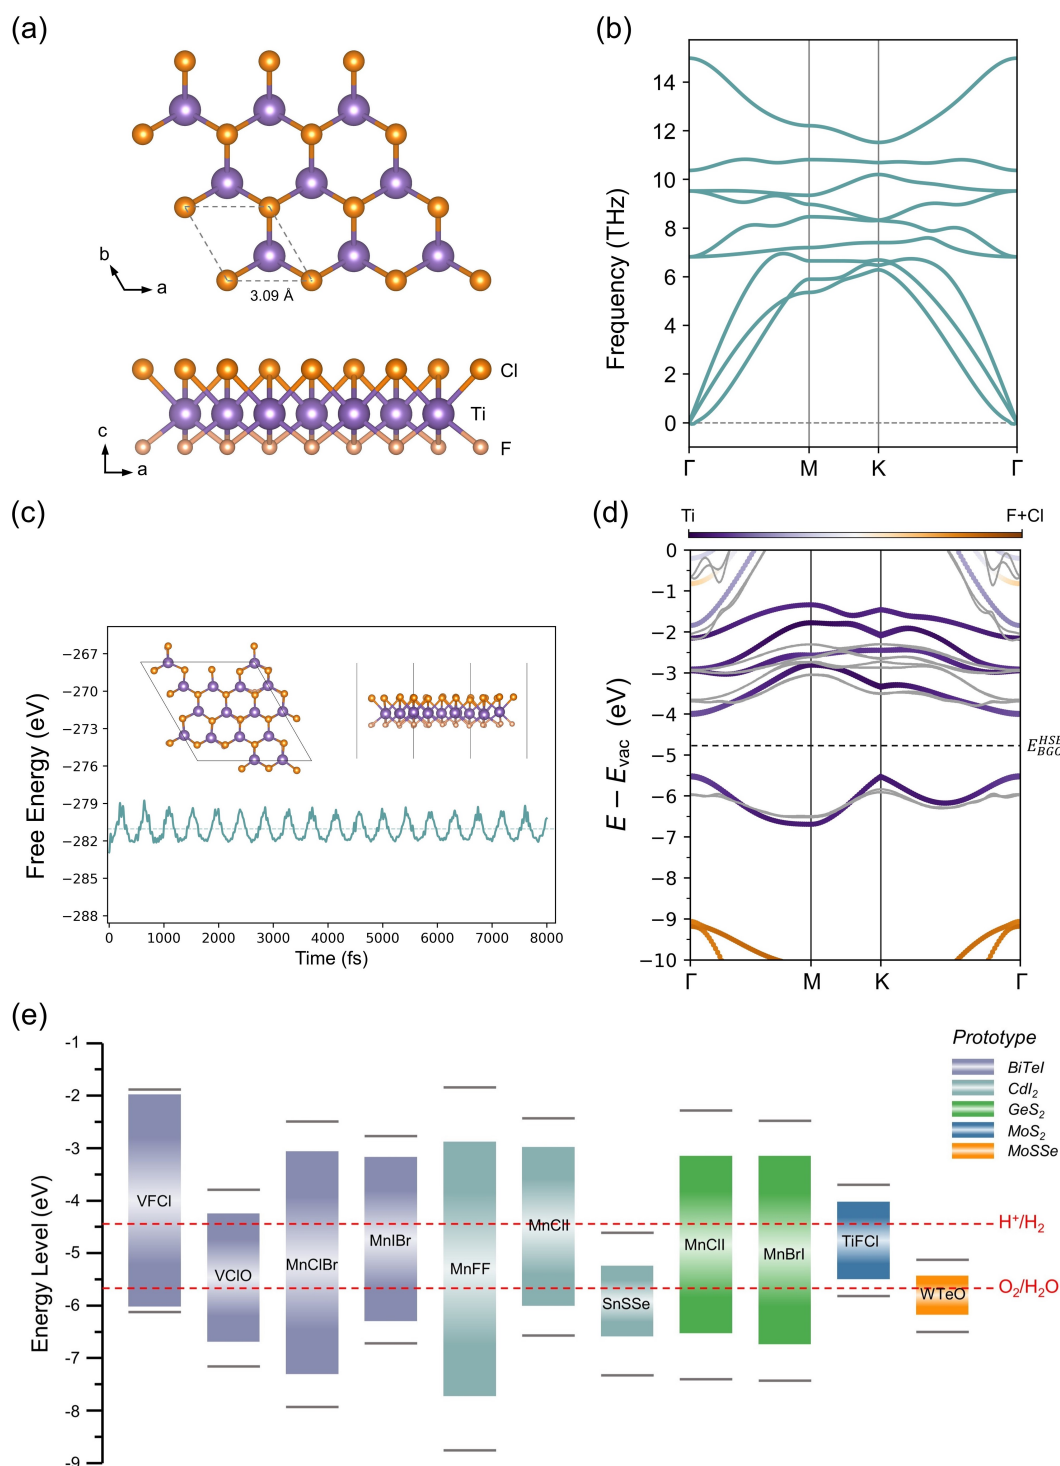 (a)
b
a
3.09 Å
Cl
Ti
F
c
a
(b)
Frequency (THz)
14
12
10
8
6
4
2
0
Γ M K Γ
(c)
Free Energy (eV)
−267
−270
−273
−276
−279
−282
−285
−288
0 1000 2000 3000 4000 5000 6000 7000 8000
Time (fs)
(d)
Ti F+Cl
E − Evac (eV)
0
−1
−2
−3
−4
−5
−6
−7
−8
−9
−10
Γ M K Γ
(e)
Energy Level (eV)
-1
-2
-3
-4
-5
-6
-7
-8
-9
VFCl
VClO
MnClBr
MnIBr
MnFF
MnClI
SnSSe
MnClI
MnBrI
TiFCl
WTeO
H⁺/H₂
O₂/H₂O
Prototype
BiTeI
CdI₂
GeS₂
MoS₂
MoSSe